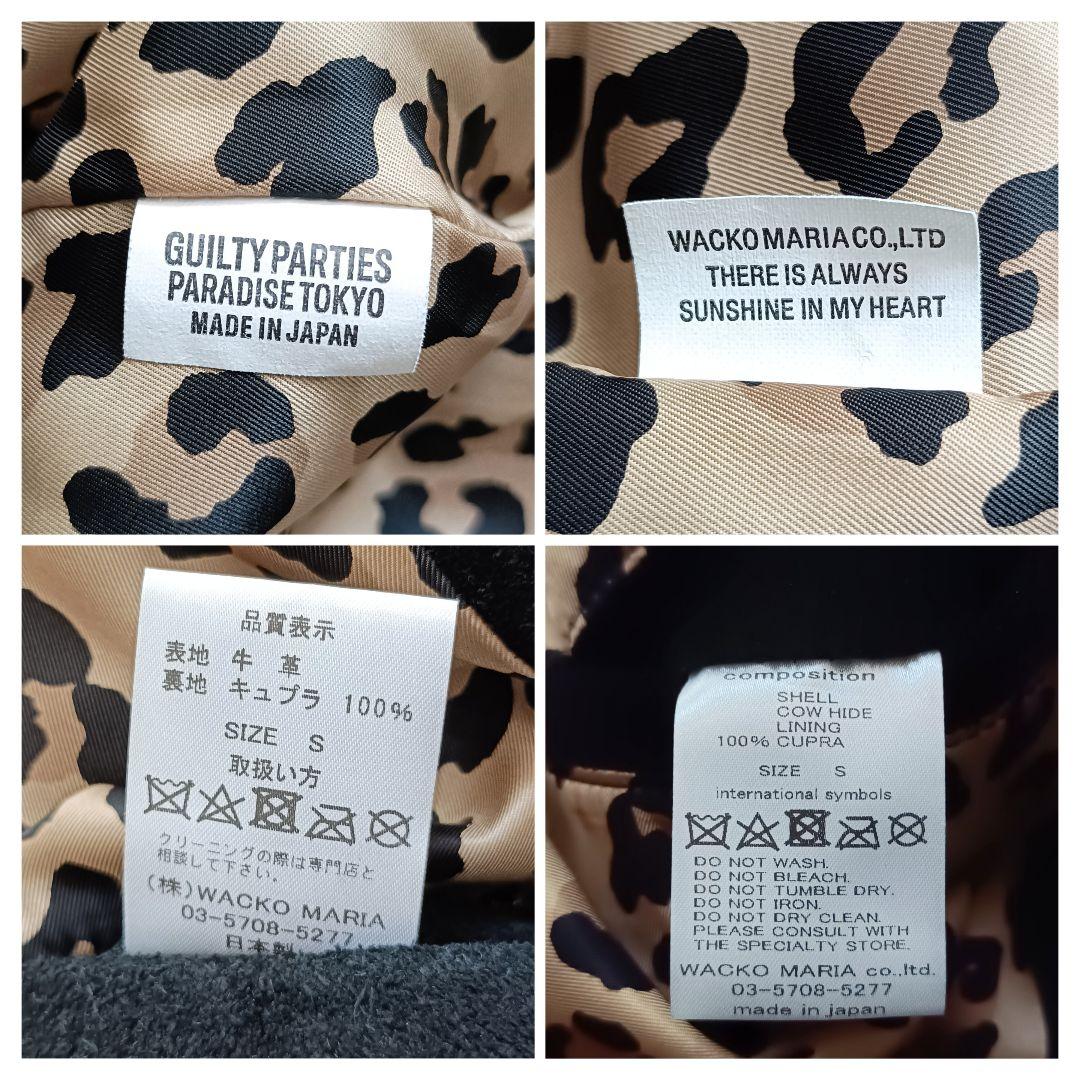 GUILTY PARTIES
PARADISE TOKYO
MADE IN JAPAN
WACKO MARIA CO.,LTD
THERE IS ALWAYS
SUNSHINE IN MY HEART
品質表示
表地 牛 革
裏地 キュプラ 100%
SIZE S
取扱い方
クリーニングの際は専門店と
相談して下さい。
(株)WACKO MARIA
03-5708-5277
日本製
composition
SHELL
COW HIDE
LINING
100% CUPRA
SIZE S
international symbols
DO NOT WASH.
DO NOT BLEACH.
DO NOT TUMBLE DRY.
DO NOT IRON.
DO NOT DRY CLEAN.
PLEASE CONSULT WITH
THE SPECIALTY STORE.
WACKO MARIA co.,ltd.
03-5708-5277
made in japan